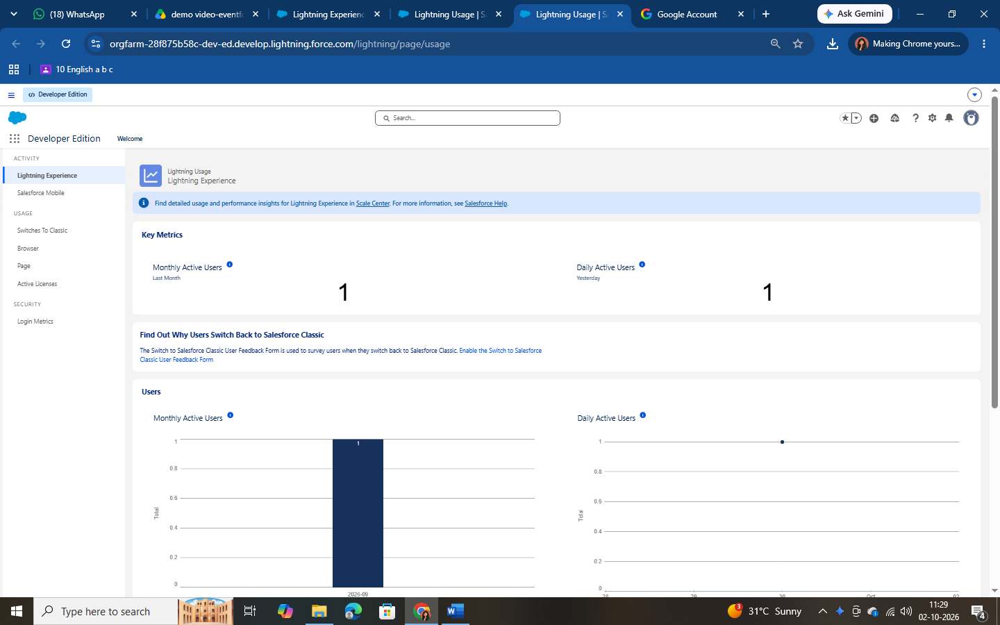 (18) WhatsApp
demo video-eventfo
Lightning Experienc
Lightning Usage | S
Lightning Usage | S
Google Account
Ask Gemini
orgfarm-28f875b58c-dev-ed.develop.lightning.force.com/lightning/page/usage
Making Chrome yours...
10 English a b c
Developer Edition
Search...
Developer Edition
Welcome
ACTIVITY
Lightning Experience
Salesforce Mobile
USAGE
Switches To Classic
Browser
Page
Active Licenses
SECURITY
Login Metrics
Lightning Usage
Lightning Experience
Find detailed usage and performance insights for Lightning Experience in Scale Center. For more information, see Salesforce Help.
Key Metrics
Monthly Active Users
Last Month
1
Daily Active Users
Yesterday
1
Find Out Why Users Switch Back to Salesforce Classic
The Switch to Salesforce Classic User Feedback Form is used to survey users when they switch back to Salesforce Classic. Enable the Switch to Salesforce
Classic User Feedback Form
Users
Monthly Active Users
1
0.8
0.6
0.4
0.2
0
Total
1
2026-09
Daily Active Users
1
0.8
0.6
0.4
0.2
0
Total
28
29
30
Oct
02
Type here to search
3
31°C Sunny
11:29
02-10-2026
4